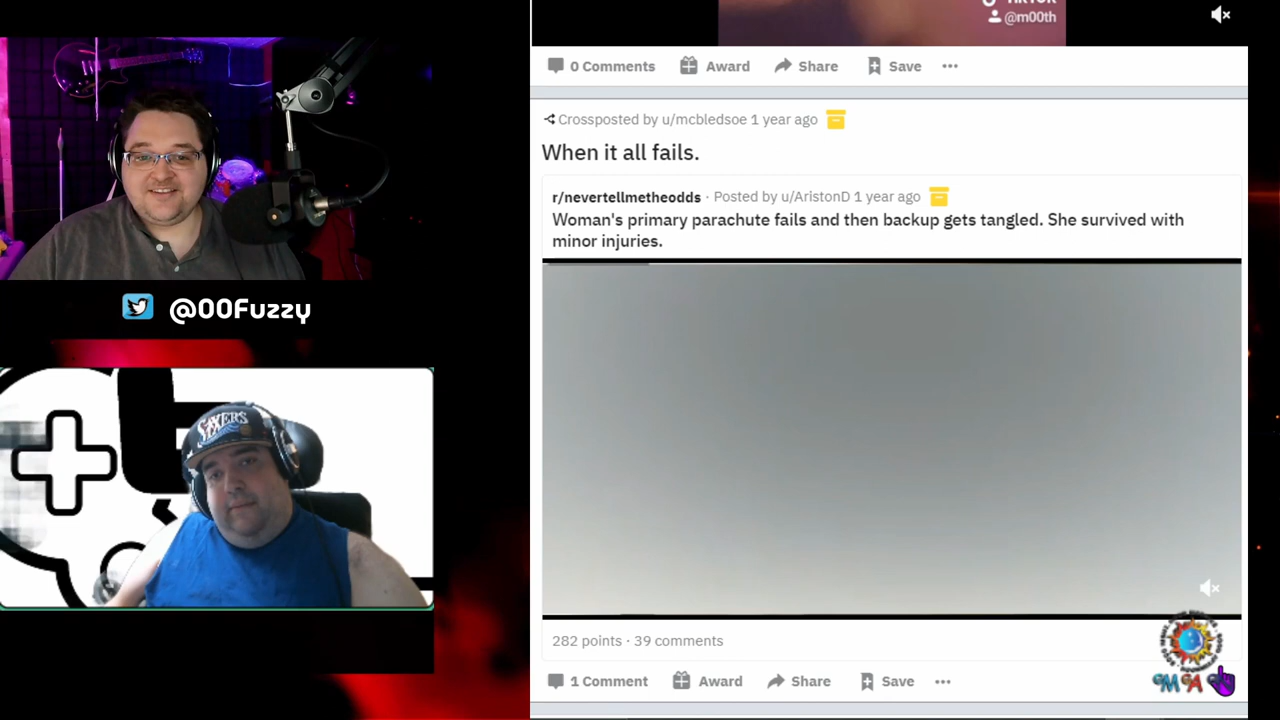 TikTok
@m00th
0 Comments Award Share Save
Crossposted by u/mcbledsoe 1 year ago
When it all fails.
r/nevertellmetheodds · Posted by u/AristonD 1 year ago
Woman's primary parachute fails and then backup gets tangled. She survived with
minor injuries.
@00Fuzzy
SIXERS
282 points · 39 comments
1 Comment Award Share Save